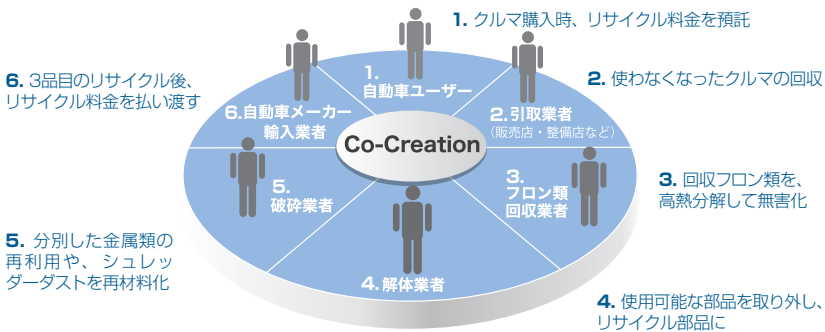 1. クルマ購入時、リサイクル料金を預託
6. 3品目のリサイクル後、
リサイクル料金を払い渡す
2. 使わなくなったクルマの回収
1.
自動車ユーザー
6.自動車メーカー
輸入業者
2.引取業者
(販売店・整備店など)
Co-Creation
5.
破砕業者
3.
フロン類
回収業者
3. 回収フロン類を、
高熱分解して無害化
5. 分別した金属類の
再利用や、シュレッ
ダーダストを再材料化
4.解体業者
4. 使用可能な部品を取り外し、
リサイクル部品に